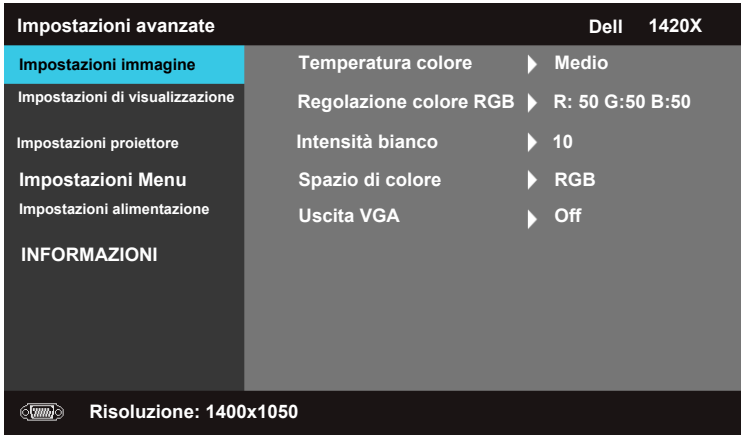 Impostazioni avanzate Dell 1420X
Impostazioni immagine
Impostazioni di visualizzazione
Impostazioni proiettore
Impostazioni Menu
Impostazioni alimentazione
INFORMAZIONI
Temperatura colore Medio
Regolazione colore RGB R: 50 G:50 B:50
Intensità bianco 10
Spazio di colore RGB
Uscita VGA Off
Risoluzione: 1400x1050